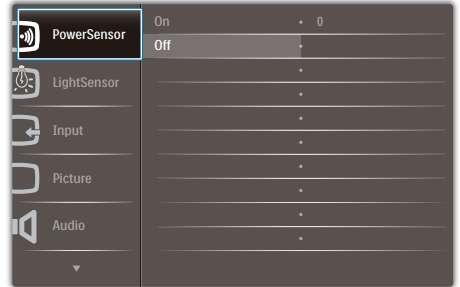 PowerSensor
LightSensor
Input
Picture
Audio
On 0
Off